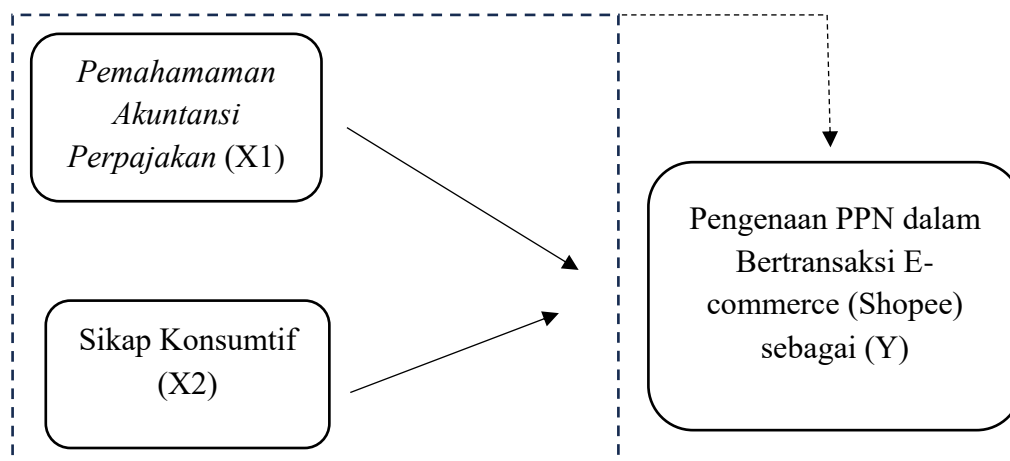 Pemahamaman
Akuntansi
Perpajakan (X1)
Sikap Konsumtif
(X2)
Pengenaan PPN dalam
Bertransaksi E-
commerce (Shopee)
sebagai (Y)